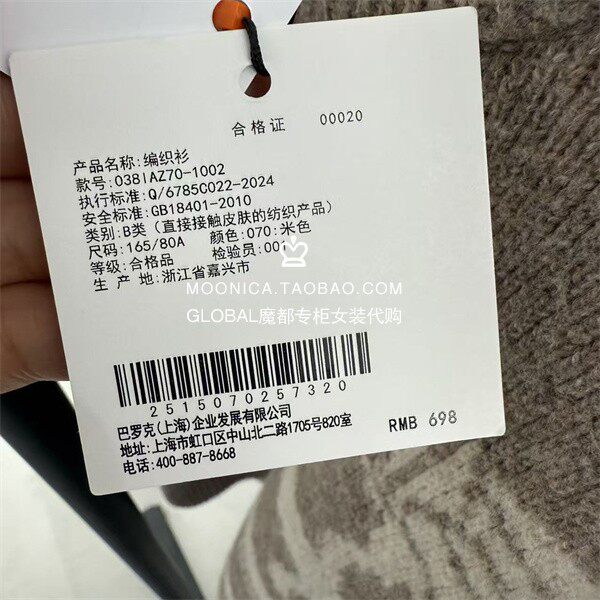 合格证 00020
产品名称:编织衫
款号:038IAZ70-1002
执行标准:Q/6785C022-2024
安全标准:GB18401-2010
类别:B类（直接接触皮肤的纺织产品）
尺码:165/80A 颜色:070:米色
等级:合格品 检验员:001
生 产 地:浙江省嘉兴市
MOONICA.TAOBAO.COM
GLOBAL魔都专柜女装代购
2515070257320
巴罗克(上海)企业发展有限公司
地址:上海市虹口区中山北二路1705号820室
电话:400-887-8668
RMB 698